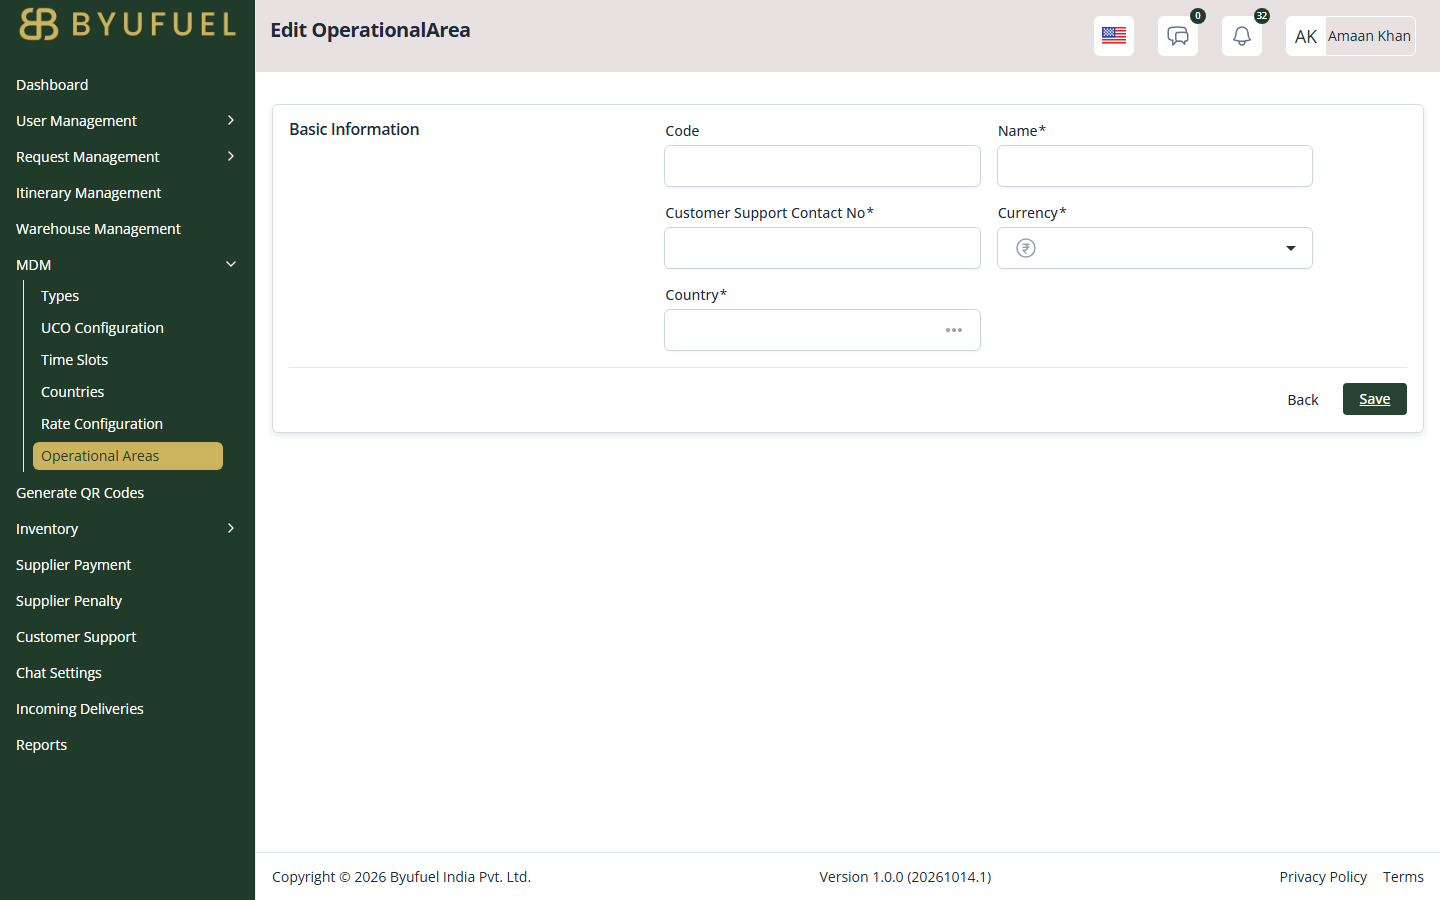 BYUFUEL
Edit OperationalArea
0
32
AK Amaan Khan
Dashboard
User Management
Request Management
Itinerary Management
Warehouse Management
MDM
Types
UCO Configuration
Time Slots
Countries
Rate Configuration
Operational Areas
Generate QR Codes
Inventory
Supplier Payment
Supplier Penalty
Customer Support
Chat Settings
Incoming Deliveries
Reports
Basic Information
Code
Name*
Customer Support Contact No*
Currency*
₹
Country*
Back
Save
Copyright © 2026 Byufuel India Pvt. Ltd.
Version 1.0.0 (20261014.1)
Privacy Policy
Terms